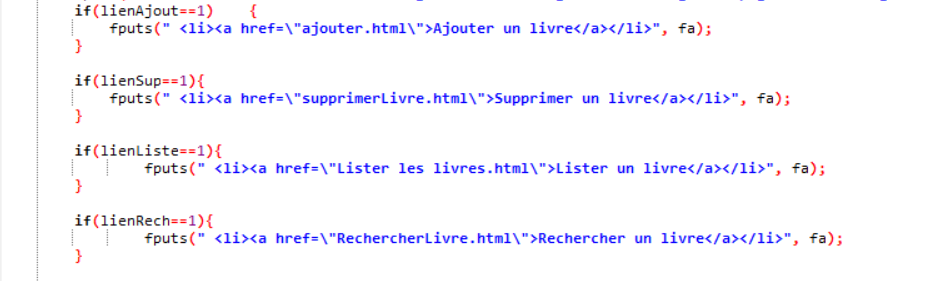 if(lienAjout==1)    {
fputs(" <li><a href=\"ajouter.html\">Ajouter un livre</a></li>", fa);
}
if(lienSup==1){
fputs(" <li><a href=\"supprimerLivre.html\">Supprimer un livre</a></li>", fa);
}
if(lienListe==1){
fputs(" <li><a href=\"Lister les livres.html\">Lister un livre</a></li>", fa);
}
if(lienRech==1){
fputs(" <li><a href=\"RechercherLivre.html\">Rechercher un livre</a></li>", fa);
}